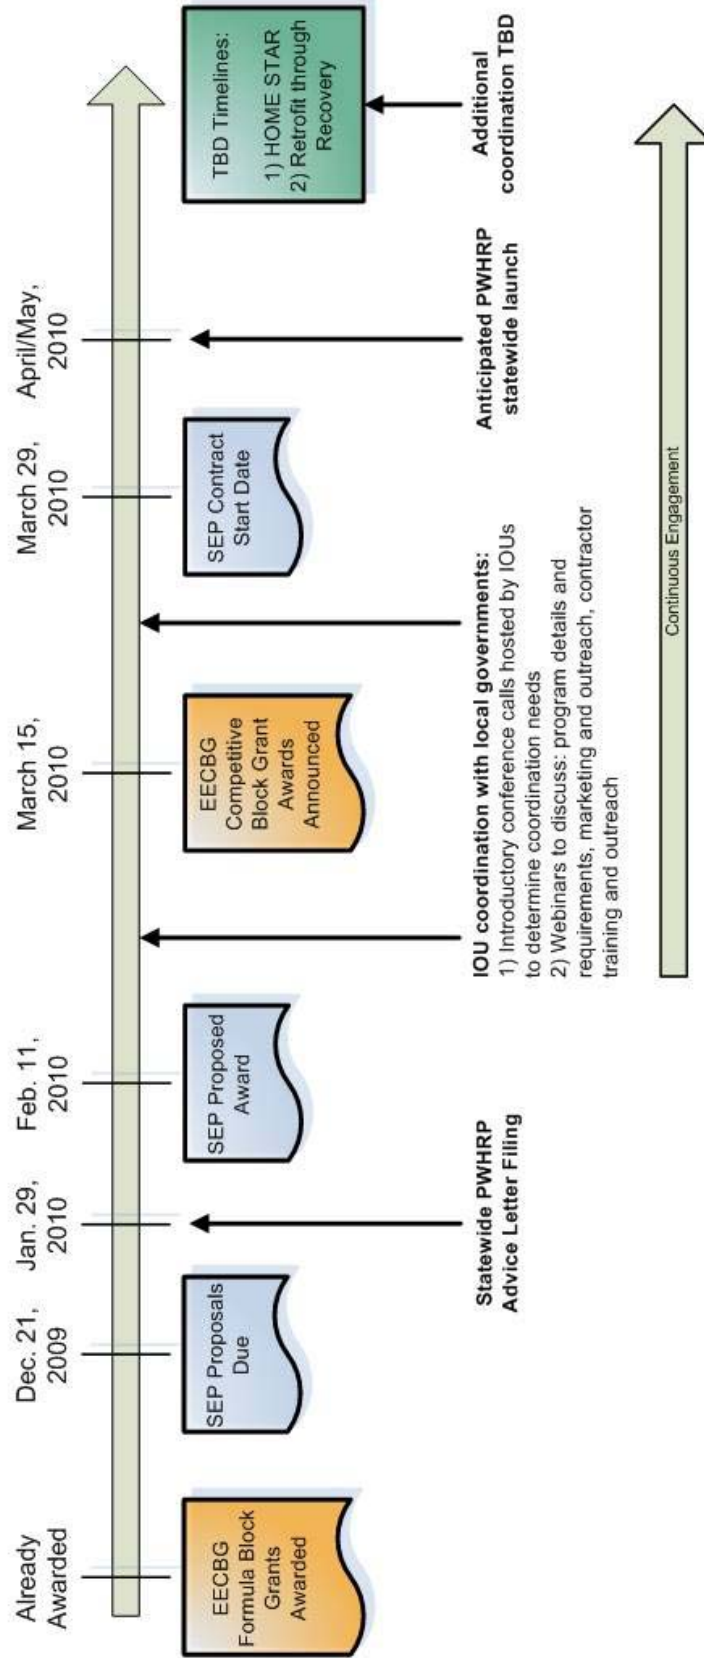 Already
Awarded
Dec. 21,
2009
Jan. 29,
2010
Feb. 11,
2010
March 15,
2010
March 29,
2010
April/May,
2010
EECBG
Formula Block
Grants
Awarded
SEP Proposals
Due
SEP Proposed
Award
EECBG
Competitive
Block Grant
Awards
Announced
SEP Contract
Start Date
TBD Timelines:
1) HOME STAR
2) Retrofit through
Recovery
Statewide PWHRP
Advice Letter Filing
IOU coordination with local governments:
1) Introductory conference calls hosted by IOUs
to determine coordination needs
2) Webinars to discuss: program details and
requirements, marketing and outreach, contractor
training and outreach
Anticipated PWHRP
statewide launch
Additional
coordination TBD
Continuous Engagement